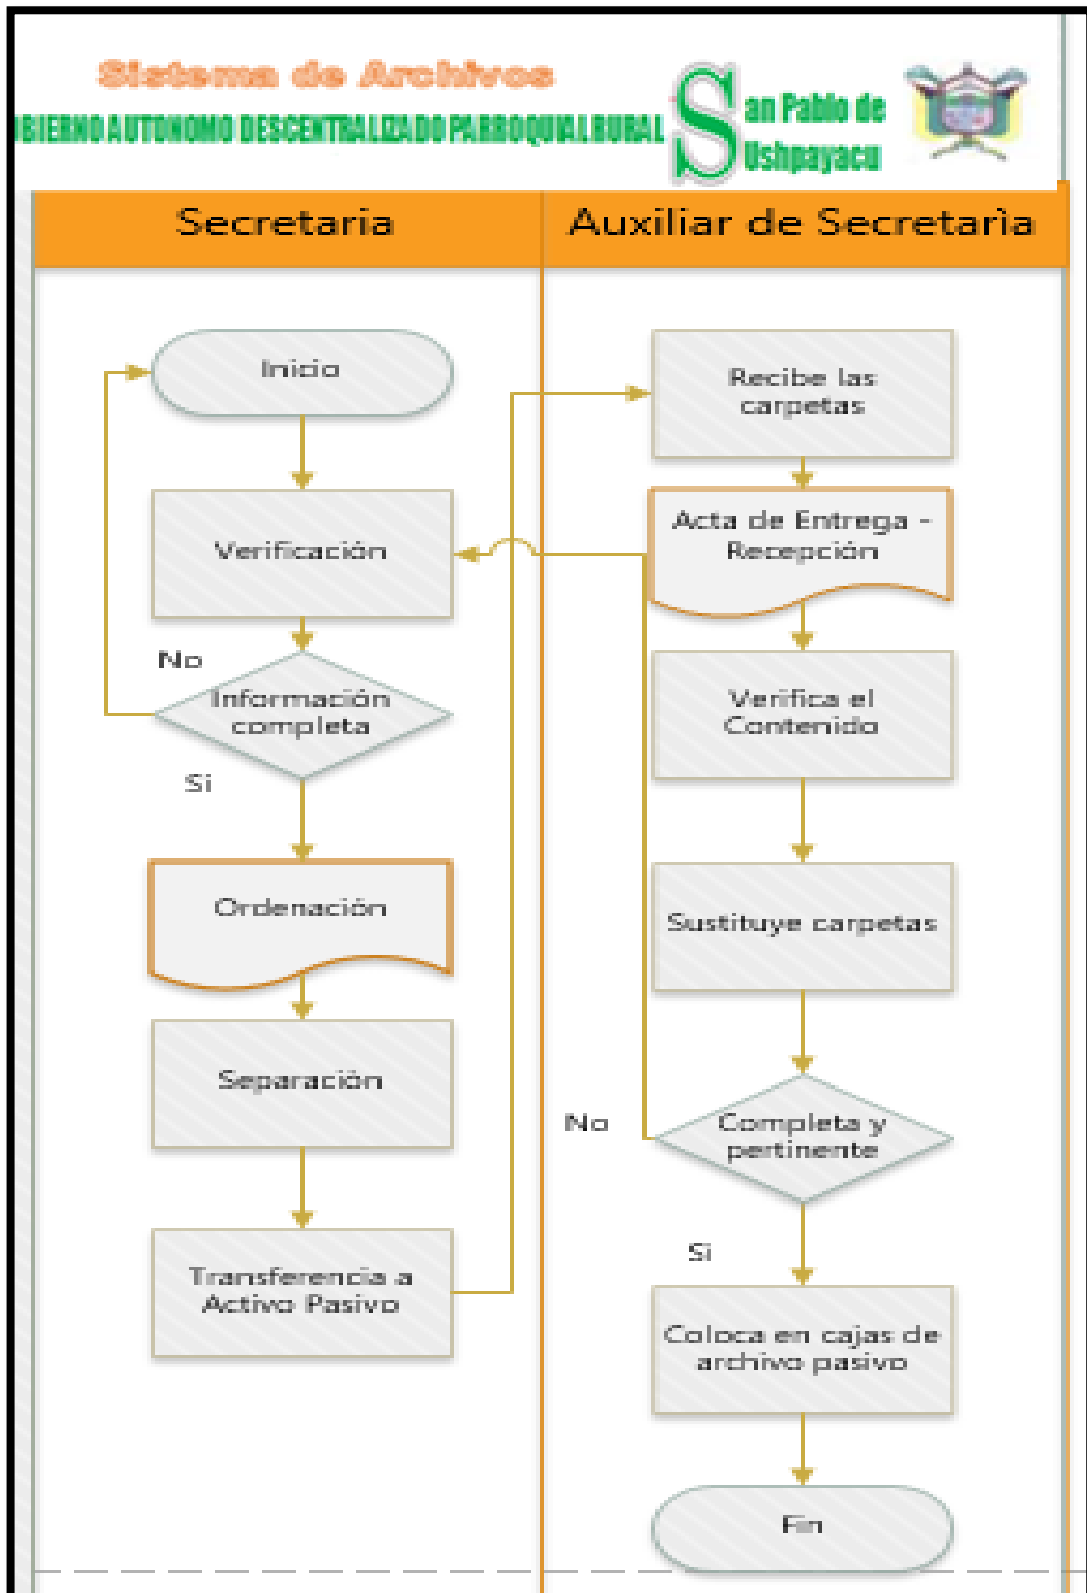 Sistema de Archivos
OBIERNO AUTONOMO DESCENTRALIZADO PARROQUIAL RURAL
San Pablo de
Ushpayacu
Secretaria
Auxiliar de Secretarìa
Inicio
Verificación
No
Información
completa
Si
Ordenación
Separación
Transferencia a
Activo Pasivo
Recibe las
carpetas
Acta de Entrega -
Recepción
Verifica el
Contenido
Sustituye carpetas
No
Completa y
pertinente
Si
Coloca en cajas de
archivo pasivo
Fin